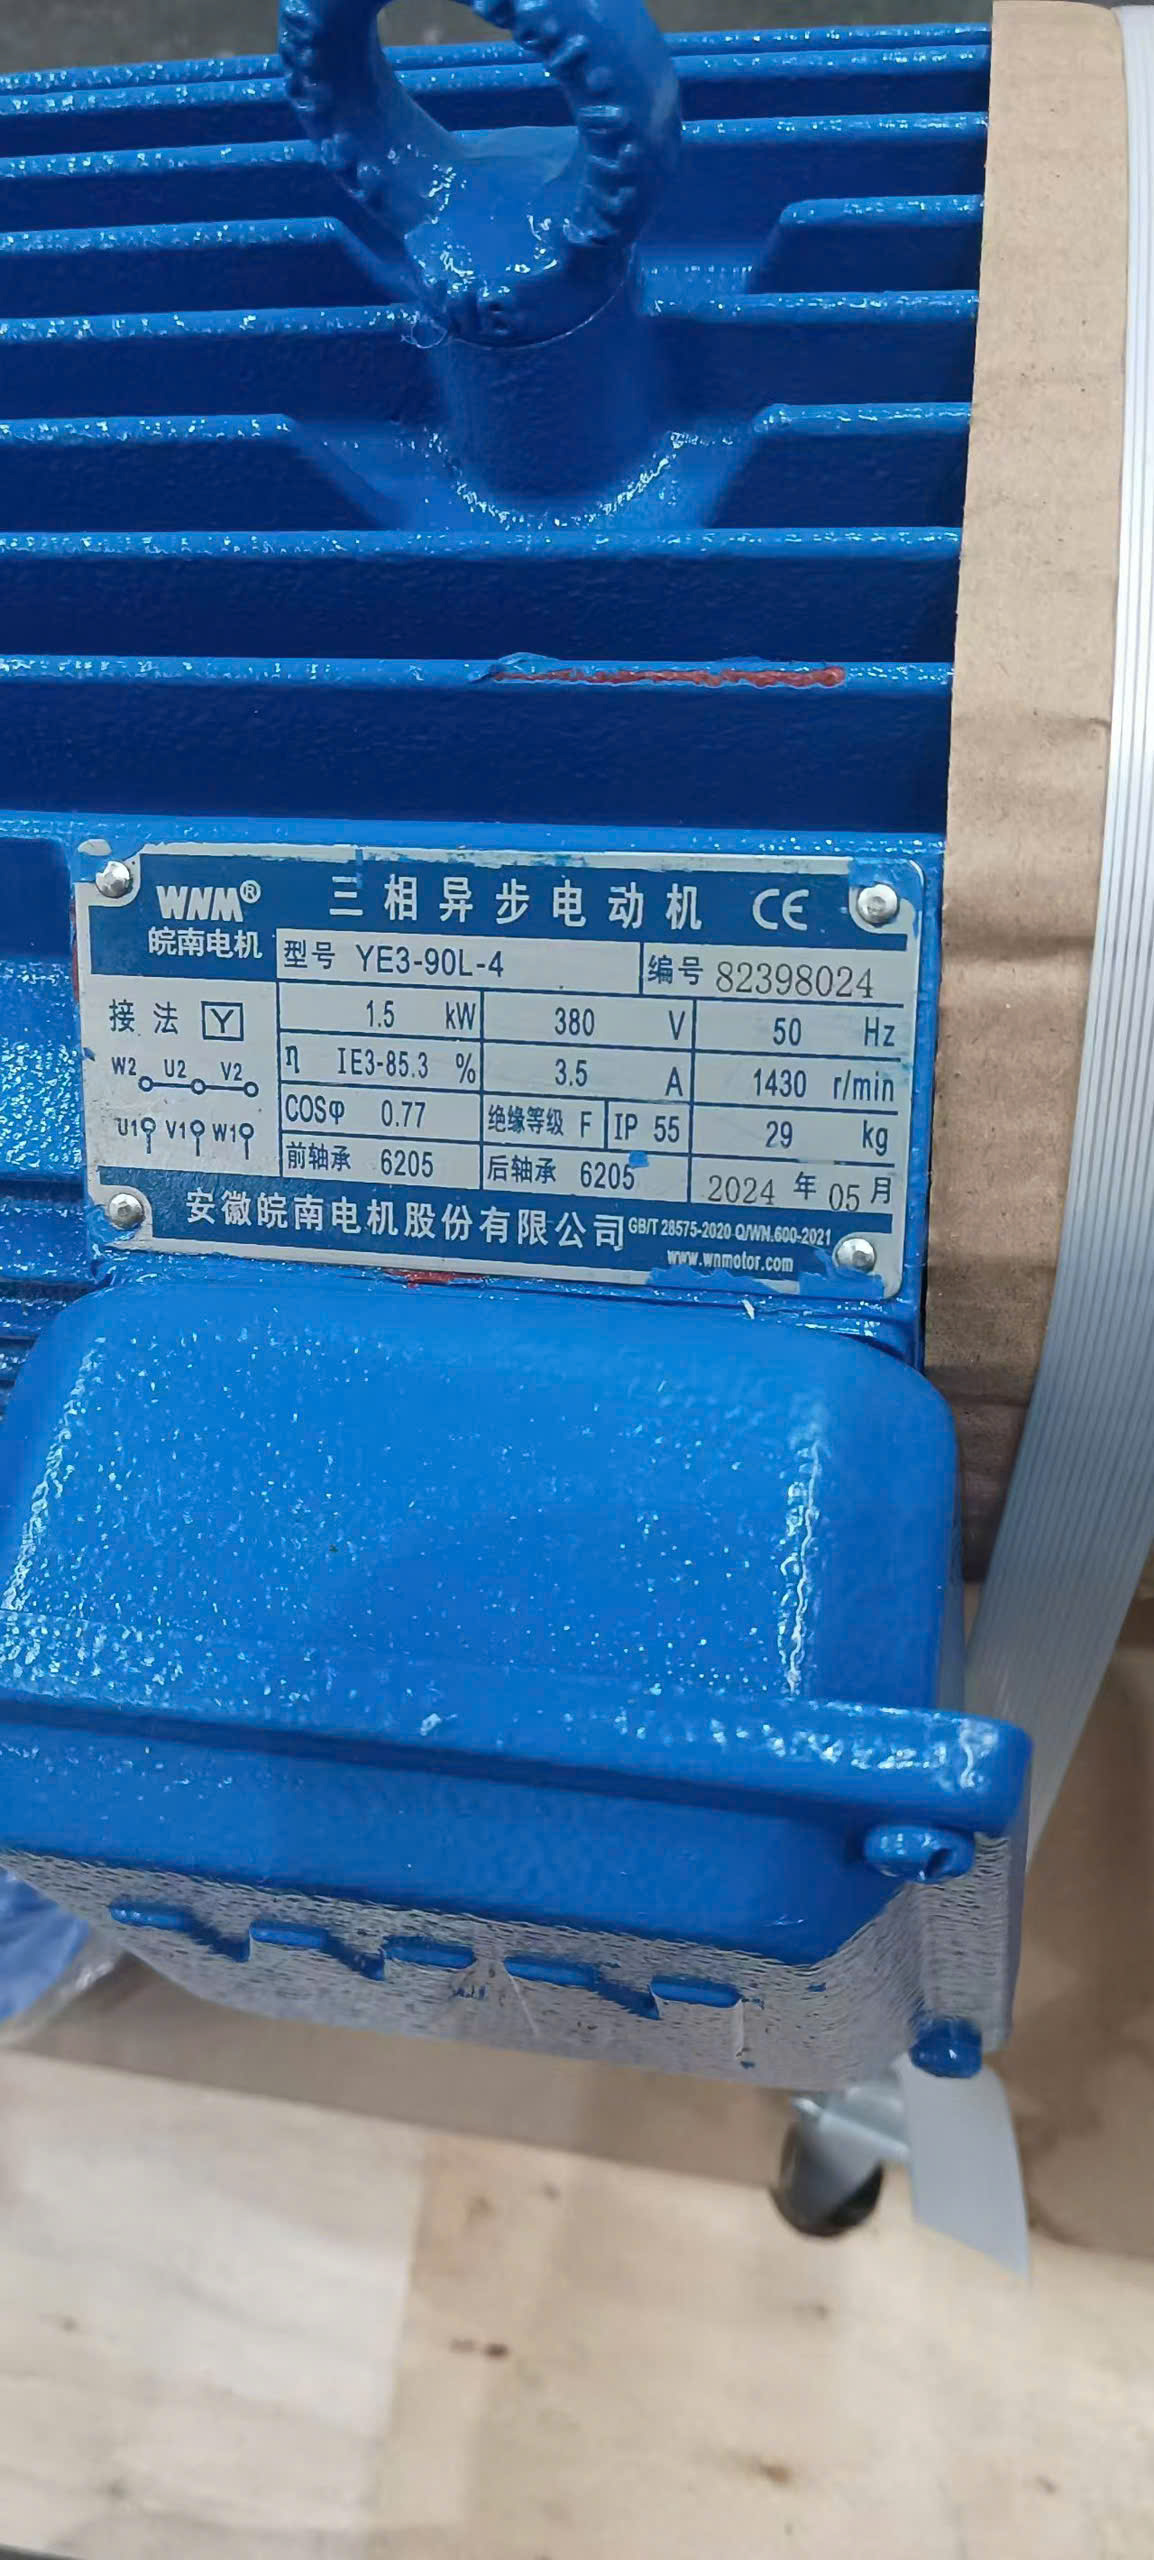 WNM® 三相异步电动机 CE
皖南电机
型号 YE3-90L-4 编号 82398024
接法 Y 1.5 kW 380 V 50 Hz
W2 U2 V2 η IE3-85.3 % 3.5 A 1430 r/min
U1 V1 W1 COSφ 0.77 绝缘等级 F IP 55 29 kg
前轴承 6205 后轴承 6205 2024 年 05 月
安徽皖南电机股份有限公司 GB/T 28575-2020 Q/WN.600-2021
www.wnmotor.com